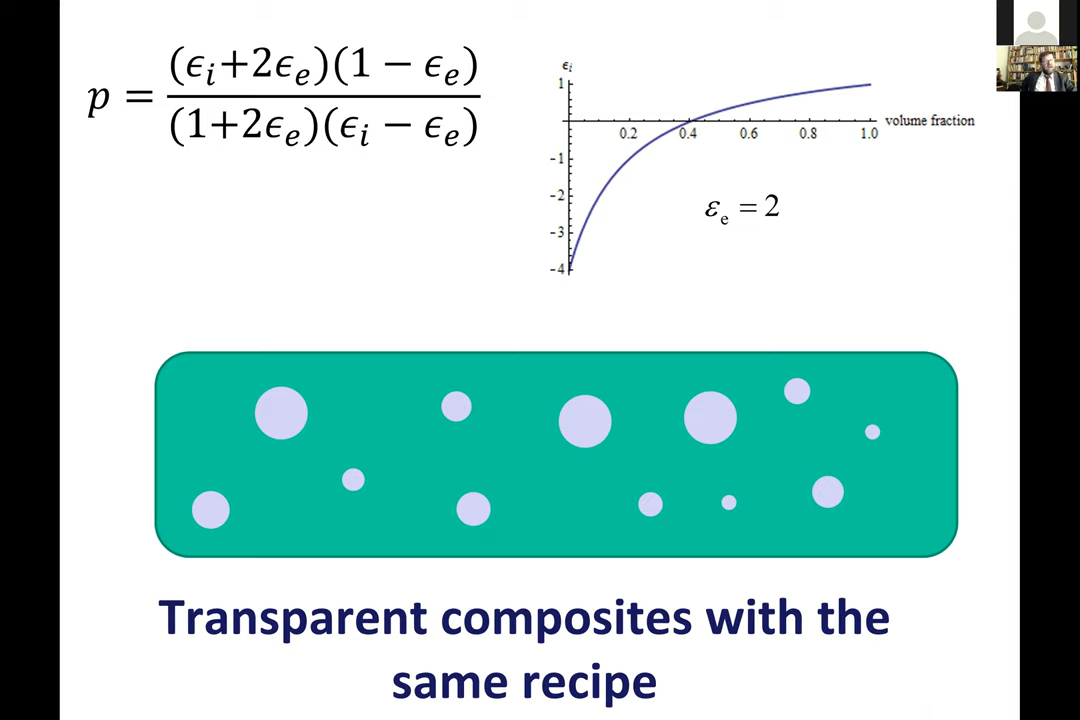 p = (ϵᵢ+2ϵₑ)(1 − ϵₑ) / (1+2ϵₑ)(ϵᵢ − ϵₑ)
ϵᵢ
1
volume fraction
0.2 0.4 0.6 0.8 1.0
-1
-2
εₑ = 2
-3
-4
Transparent composites with the
same recipe